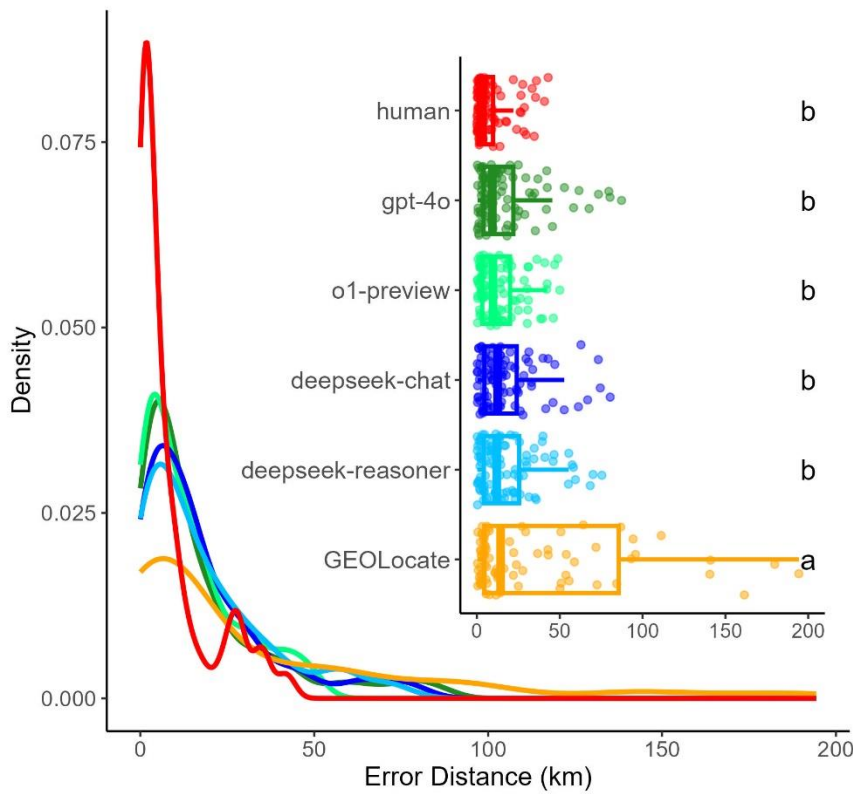 Density
0.075
0.050
0.025
0.000
0
50
100
150
200
Error Distance (km)
human
gpt-4o
o1-preview
deepseek-chat
deepseek-reasoner
GEOLocate
b
b
b
b
b
a
0
50
100
150
200